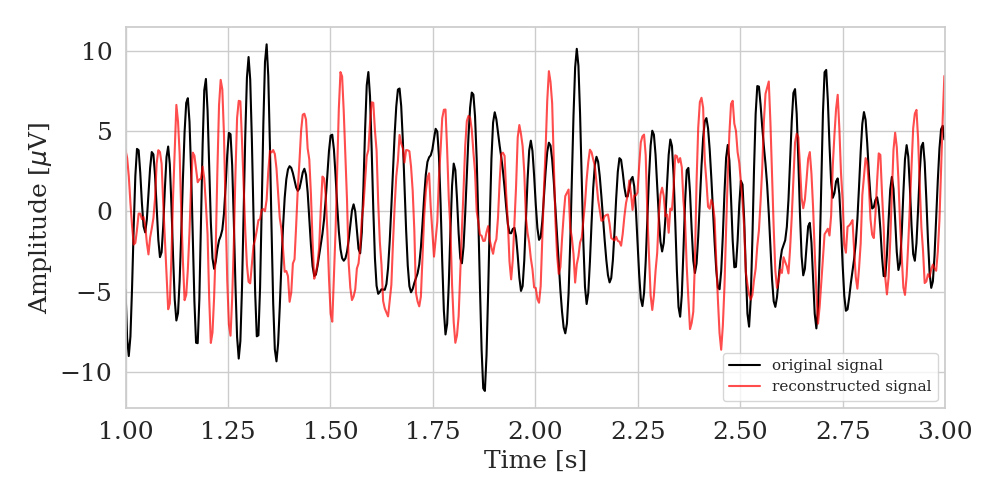 10
5
0
−5
−10
Amplitude [μV]
1.00 1.25 1.50 1.75 2.00 2.25 2.50 2.75 3.00
Time [s]
original signal
reconstructed signal